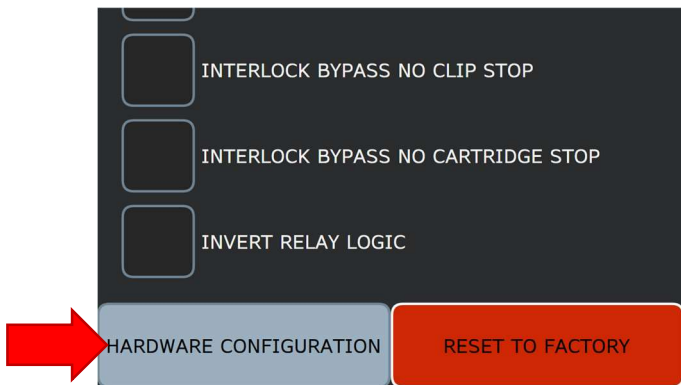 INTERLOCK BYPASS NO CLIP STOP
INTERLOCK BYPASS NO CARTRIDGE STOP
INVERT RELAY LOGIC
HARDWARE CONFIGURATION
RESET TO FACTORY